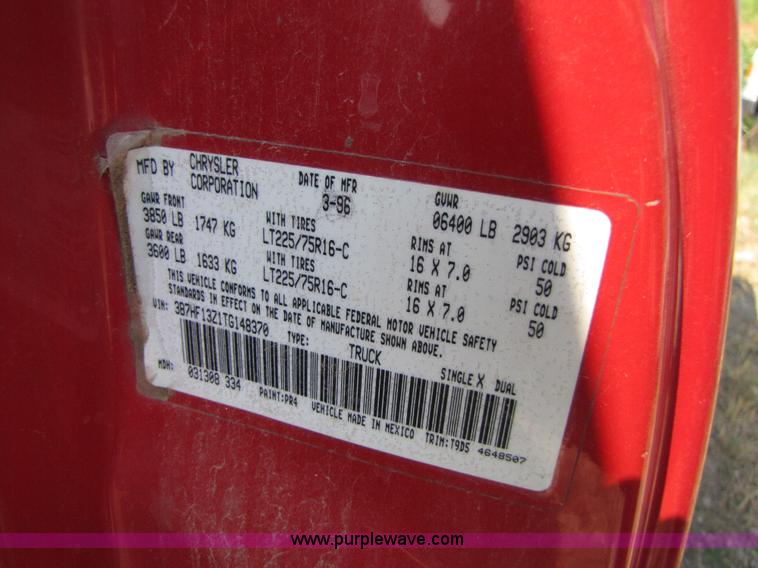 MFD BY CHRYSLER CORPORATION
DATE OF MFR 3-96
GVWR 06400 LB 2903 KG
GAWR FRONT 3850 LB 1747 KG
WITH TIRES LT225/75R16-C
RIMS AT 16 X 7.0
PSI COLD 50
GAWR REAR 3600 LB 1633 KG
WITH TIRES LT225/75R16-C
RIMS AT 16 X 7.0
PSI COLD 50
THIS VEHICLE CONFORMS TO ALL APPLICABLE FEDERAL MOTOR VEHICLE SAFETY
STANDARDS IN EFFECT ON THE DATE OF MANUFACTURE SHOWN ABOVE.
VIN: 3B7HF13Z1TG148370 TYPE: TRUCK SINGLE X DUAL
MDH: 031308 334 PAINT:PR4 VEHICLE MADE IN MEXICO TRIM:T9D5 4648507
www.purplewave.com